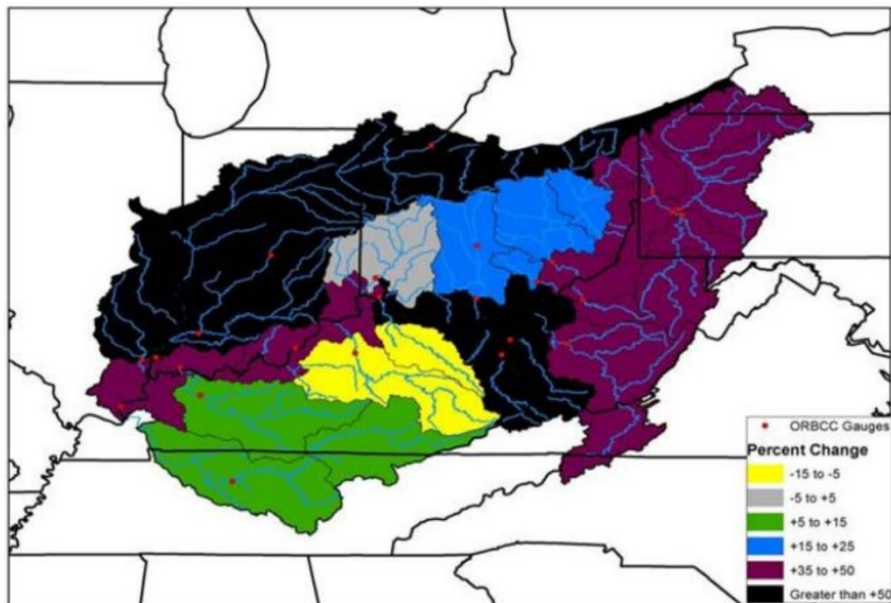 ORBCC Gauges
Percent Change
-15 to -5
-5 to +5
+5 to +15
+15 to +25
+35 to +50
Greater than +50